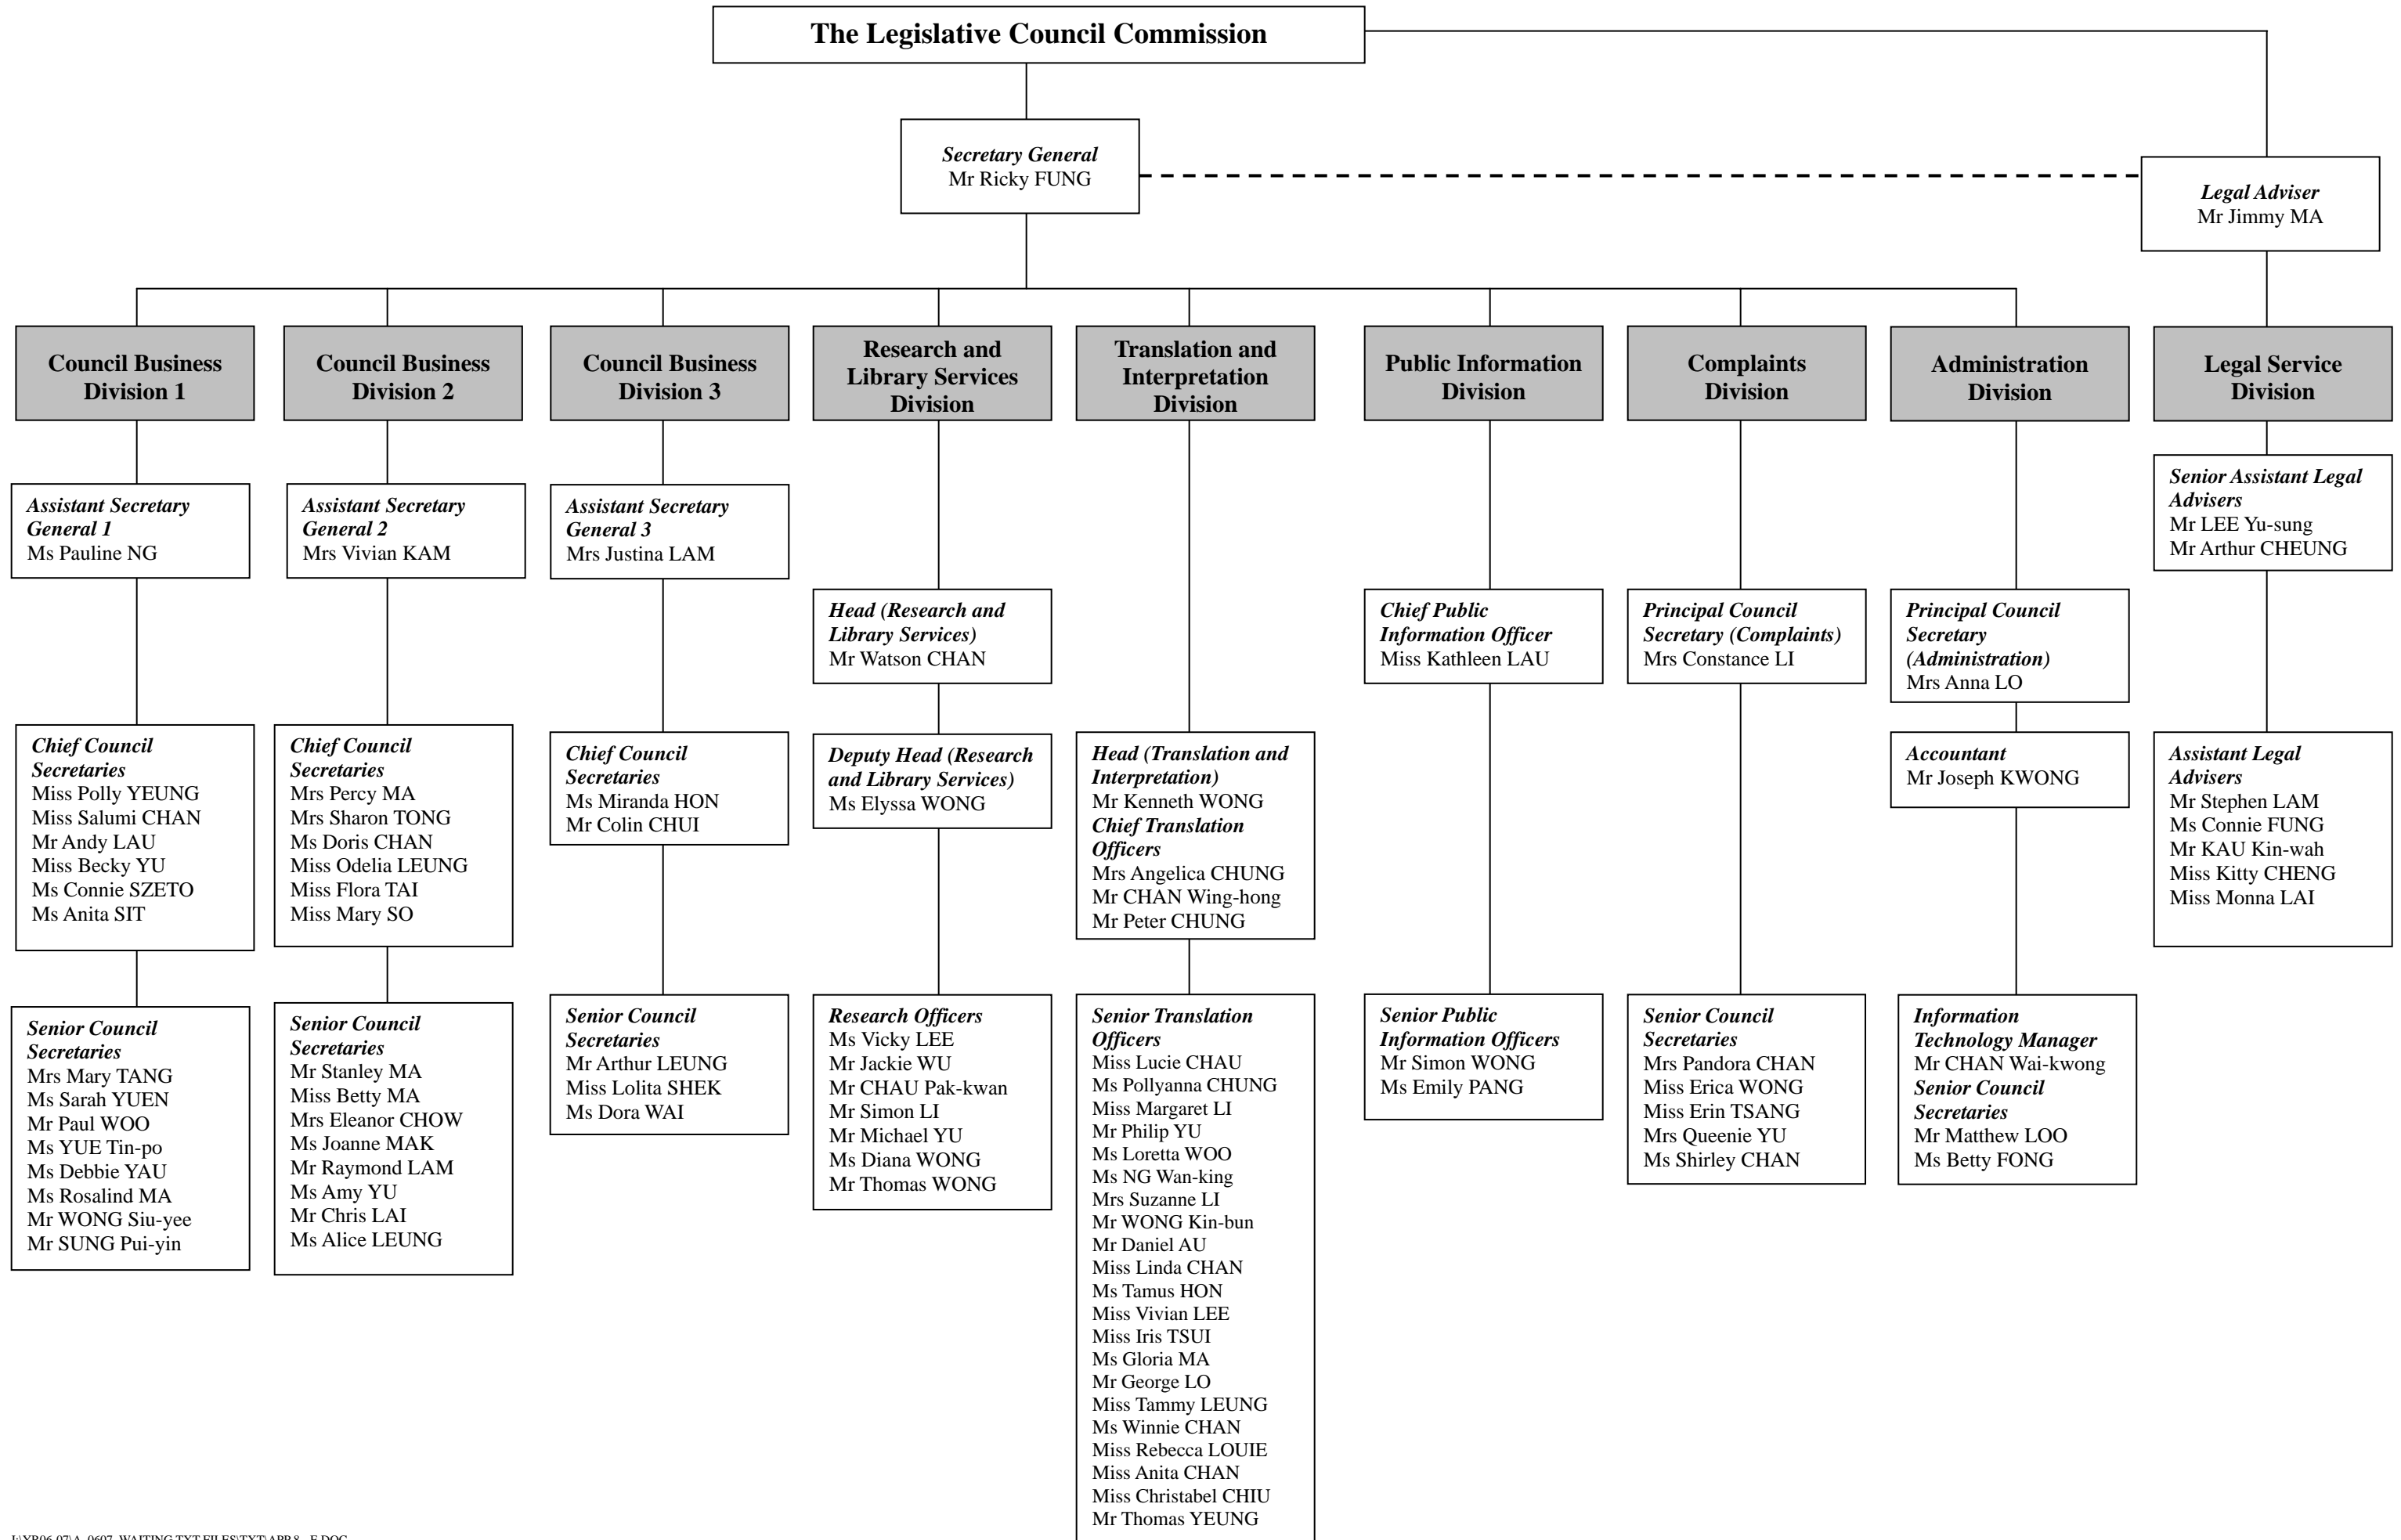 The Legislative Council Commission
Secretary General
Mr Ricky FUNG
Legal Adviser
Mr Jimmy MA
Council Business
Division 1
Assistant Secretary
General 1
Ms Pauline NG
Chief Council
Secretaries
Miss Polly YEUNG
Miss Salumi CHAN
Mr Andy LAU
Miss Becky YU
Ms Connie SZETO
Ms Anita SIT
Senior Council
Secretaries
Mrs Mary TANG
Ms Sarah YUEN
Mr Paul WOO
Ms YUE Tin-po
Ms Debbie YAU
Ms Rosalind MA
Mr WONG Siu-yee
Mr SUNG Pui-yin
Council Business
Division 2
Assistant Secretary
General 2
Mrs Vivian KAM
Chief Council
Secretaries
Mrs Percy MA
Mrs Sharon TONG
Ms Doris CHAN
Miss Odelia LEUNG
Miss Flora TAI
Miss Mary SO
Senior Council
Secretaries
Mr Stanley MA
Miss Betty MA
Mrs Eleanor CHOW
Ms Joanne MAK
Mr Raymond LAM
Ms Amy YU
Mr Chris LAI
Ms Alice LEUNG
Council Business
Division 3
Assistant Secretary
General 3
Mrs Justina LAM
Chief Council
Secretaries
Ms Miranda HON
Mr Colin CHUI
Senior Council
Secretaries
Mr Arthur LEUNG
Miss Lolita SHEK
Ms Dora WAI
Research and
Library Services
Division
Head (Research and
Library Services)
Mr Watson CHAN
Deputy Head (Research
and Library Services)
Ms Elyssa WONG
Research Officers
Ms Vicky LEE
Mr Jackie WU
Mr CHAU Pak-kwan
Mr Simon LI
Mr Michael YU
Ms Diana WONG
Mr Thomas WONG
Translation and
Interpretation
Division
Head (Translation and
Interpretation)
Mr Kenneth WONG
Chief Translation
Officers
Mrs Angelica CHUNG
Mr CHAN Wing-hong
Mr Peter CHUNG
Senior Translation
Officers
Miss Lucie CHAU
Ms Pollyanna CHUNG
Miss Margaret LI
Mr Philip YU
Ms Loretta WOO
Ms NG Wan-king
Mrs Suzanne LI
Mr WONG Kin-bun
Mr Daniel AU
Miss Linda CHAN
Ms Tamus HON
Miss Vivian LEE
Miss Iris TSUI
Ms Gloria MA
Mr George LO
Miss Tammy LEUNG
Ms Winnie CHAN
Miss Rebecca LOUIE
Miss Anita CHAN
Miss Christabel CHIU
Mr Thomas YEUNG
Public Information
Division
Chief Public
Information Officer
Miss Kathleen LAU
Senior Public
Information Officers
Mr Simon WONG
Ms Emily PANG
Complaints
Division
Principal Council
Secretary (Complaints)
Mrs Constance LI
Senior Council
Secretaries
Mrs Pandora CHAN
Miss Erica WONG
Miss Erin TSANG
Mrs Queenie YU
Ms Shirley CHAN
Administration
Division
Principal Council
Secretary
(Administration)
Mrs Anna LO
Accountant
Mr Joseph KWONG
Information
Technology Manager
Mr CHAN Wai-kwong
Senior Council
Secretaries
Mr Matthew LOO
Ms Betty FONG
Legal Service
Division
Senior Assistant Legal
Advisers
Mr LEE Yu-sung
Mr Arthur CHEUNG
Assistant Legal
Advisers
Mr Stephen LAM
Ms Connie FUNG
Mr KAU Kin-wah
Miss Kitty CHENG
Miss Monna LAI